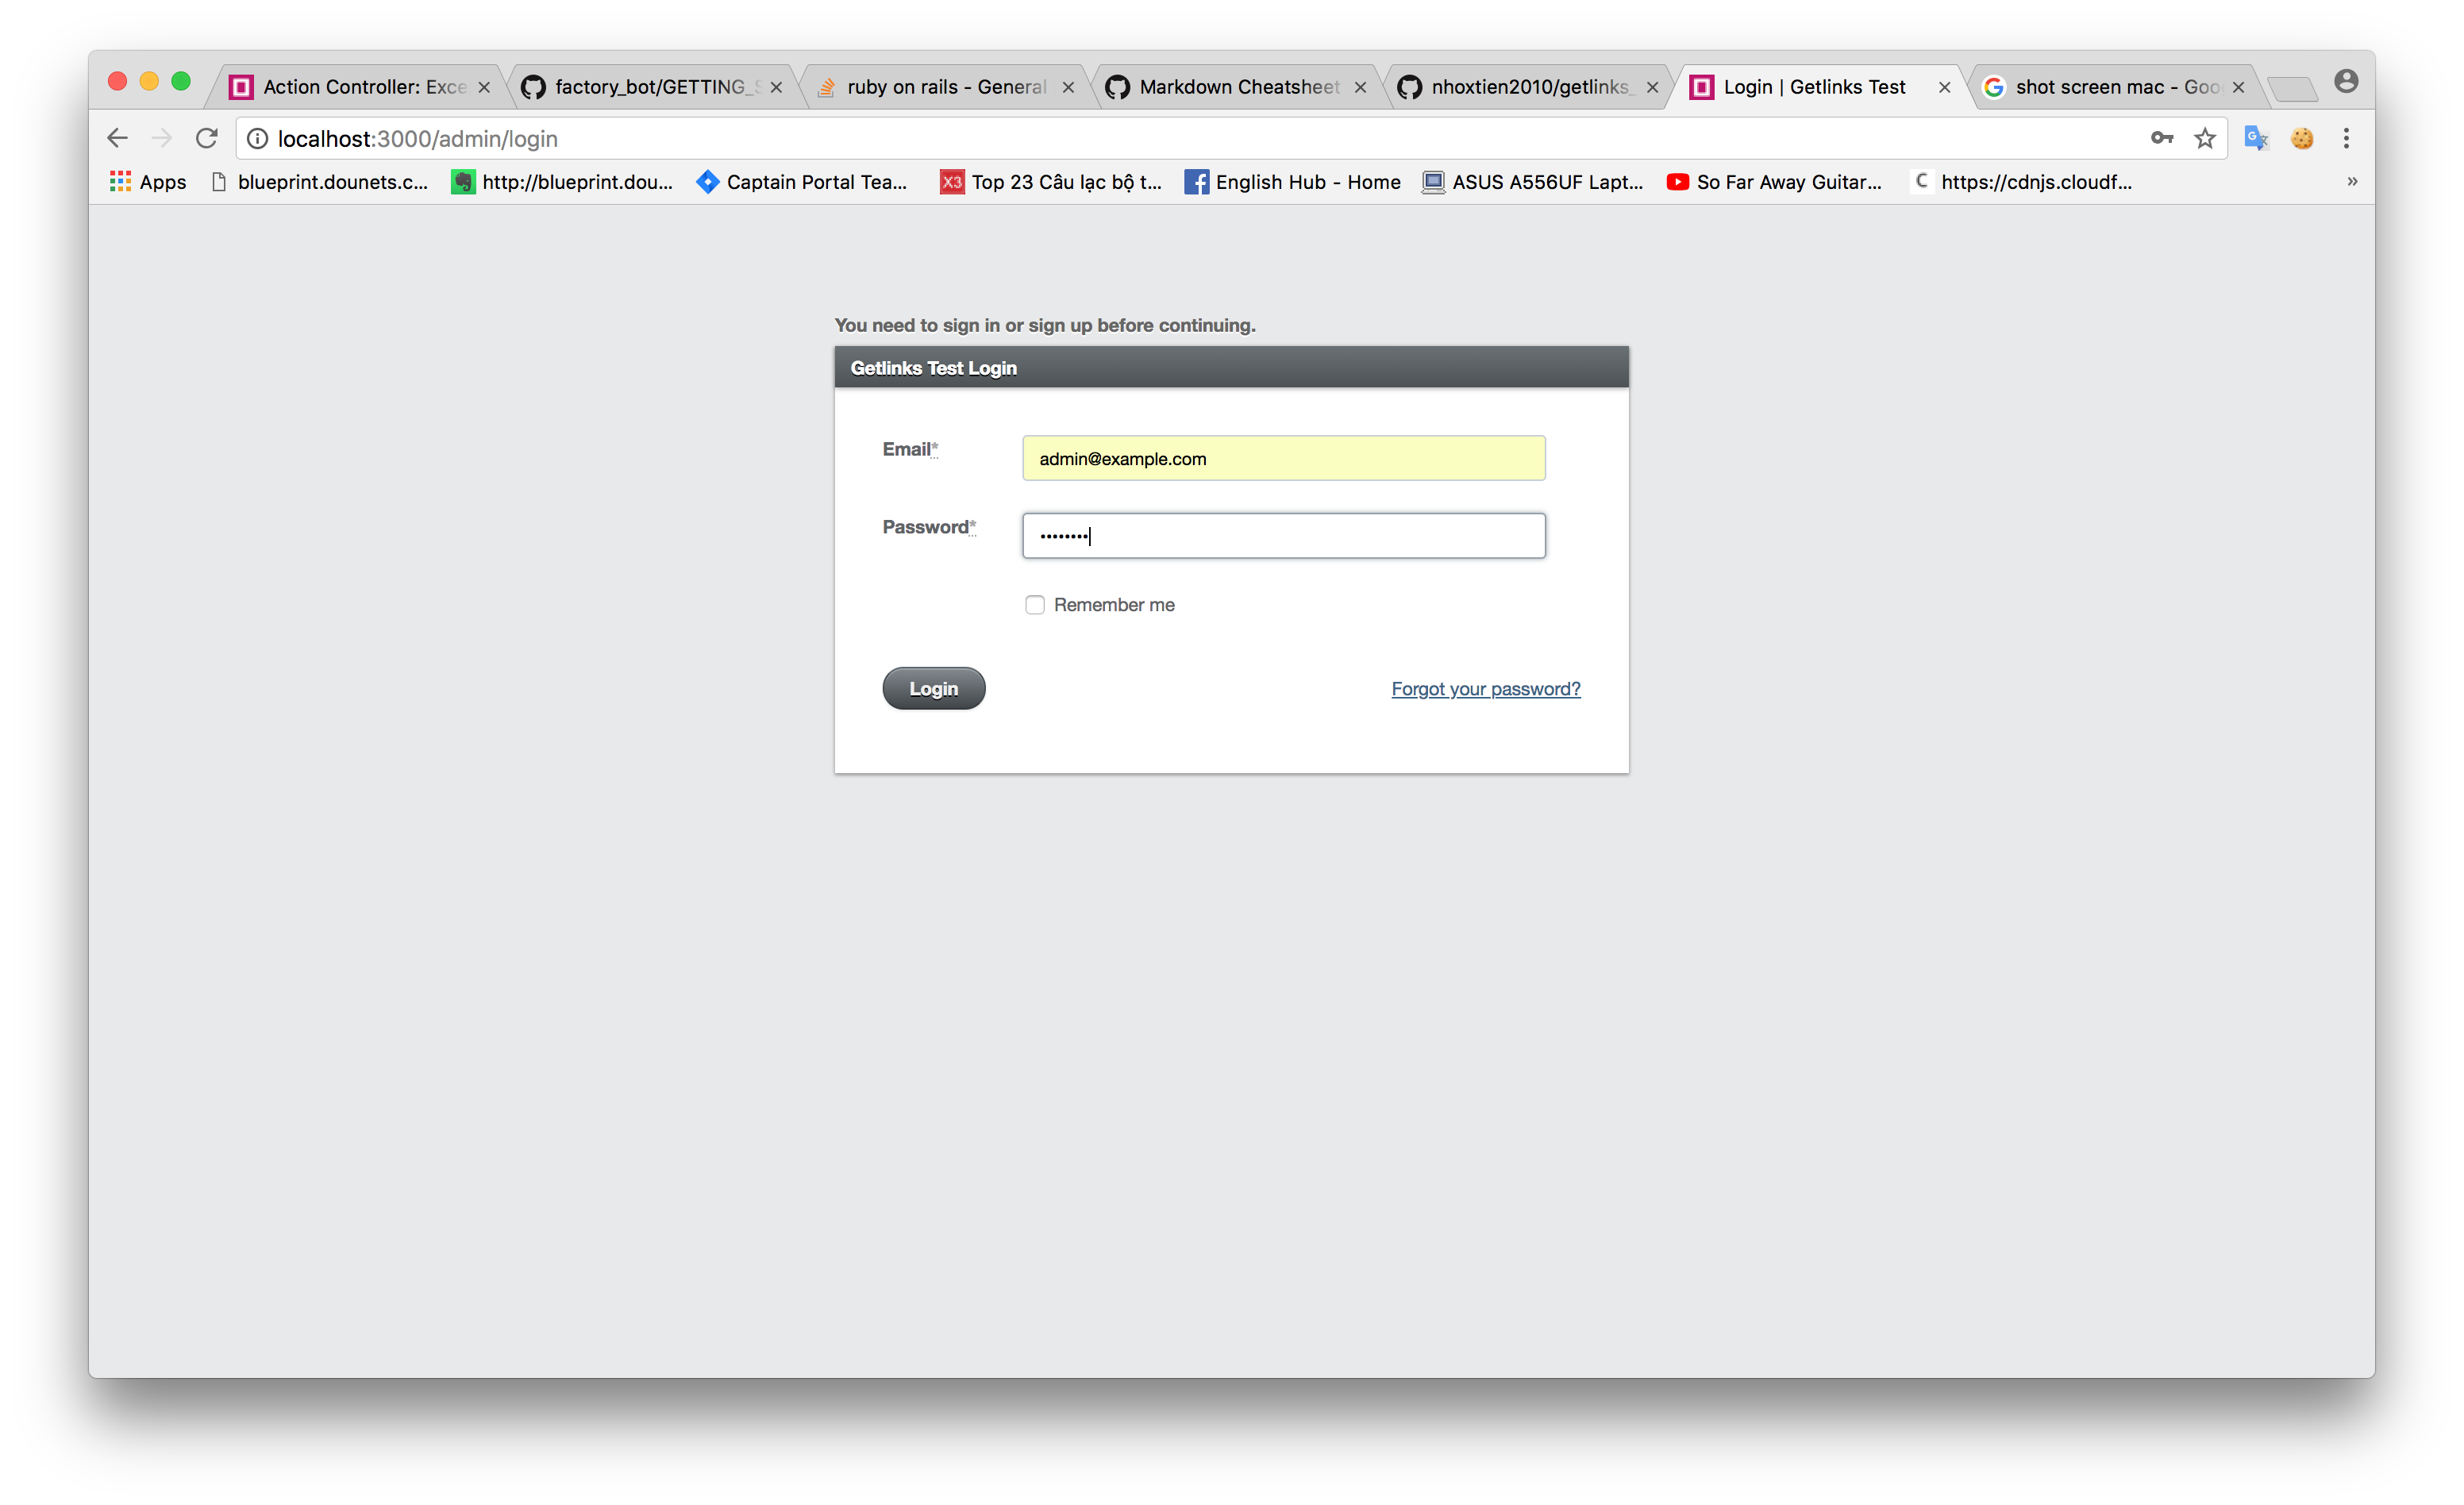 Action Controller: Exce
factory_bot/GETTING_S
ruby on rails - General
Markdown Cheatsheet
nhoxtien2010/getlinks_
Login | Getlinks Test
shot screen mac - Goo
localhost:3000/admin/login
Apps
blueprint.dounets.c...
http://blueprint.dou...
Captain Portal Tea...
X3
Top 23 Câu lạc bộ t...
English Hub - Home
ASUS A556UF Lapt...
So Far Away Guitar...
C
https://cdnjs.cloudf...
»
You need to sign in or sign up before continuing.
Getlinks Test Login
Email*
admin@example.com
Password*
••••••••
Remember me
Login
Forgot your password?